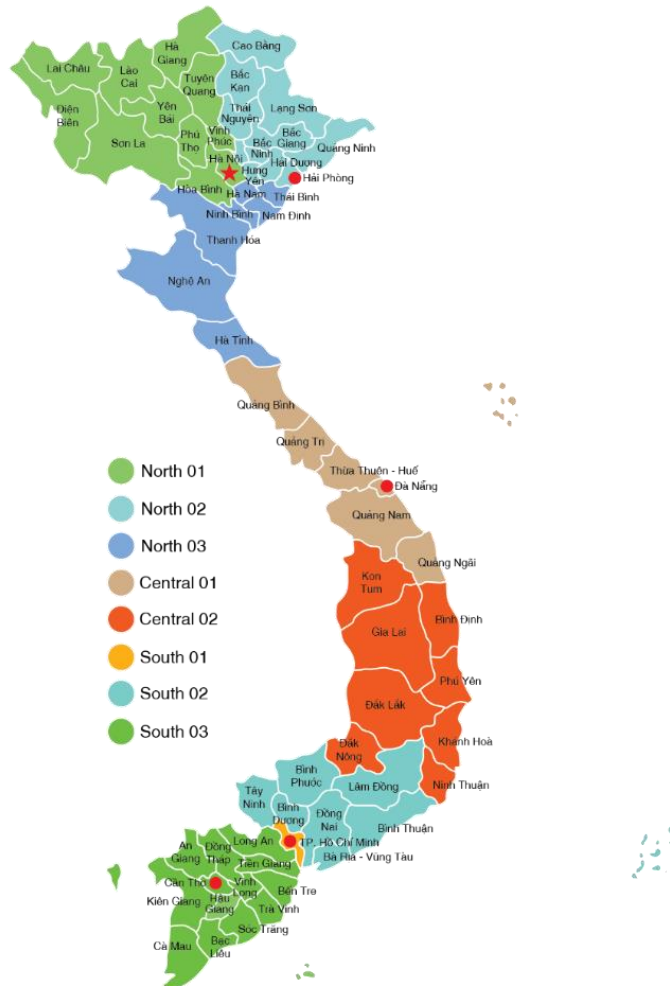 Hà
Giang
Cao Bằng
Lai Châu
Lào
Cai
Tuyên
Quang
Bắc
Kạn
Điện
Biên
Yên
Bái
Thái
Nguyên
Lạng Sơn
Sơn La
Phú
Thọ
Vĩnh
Phúc
Bắc
Giang
Bắc
Ninh
Quảng Ninh
Hà Nội
Hải Dương
Hưng
Yên
Hải Phòng
Hòa Bình
Hà Nam
Thái Bình
Ninh Bình
Nam Định
Thanh Hóa
Nghệ An
Hà Tĩnh
Quảng Bình
Quảng Trị
Thừa Thuên - Huế
Đà Nẵng
Quảng Nam
Quảng Ngãi
North 01
North 02
North 03
Central 01
Central 02
South 01
South 02
South 03
Kon
Tum
Bình Định
Gia Lai
Phú Yên
Đắk Lắk
Khánh Hoà
Đắk
Nông
Ninh Thuận
Bình
Phước
Lâm Đồng
Tây
Ninh
Bình
Dương
Đồng
Nai
Bình Thuận
TP. Hồ Chí Minh
Bà Rịa - Vũng Tàu
Long An
An
Giang
Đồng
Tháp
Tiền Giang
Cần Thơ
Vĩnh
Long
Bến Tre
Kiên Giang
Hậu
Giang
Trà Vinh
Sóc Trăng
Cà Mau
Bạc
Liêu